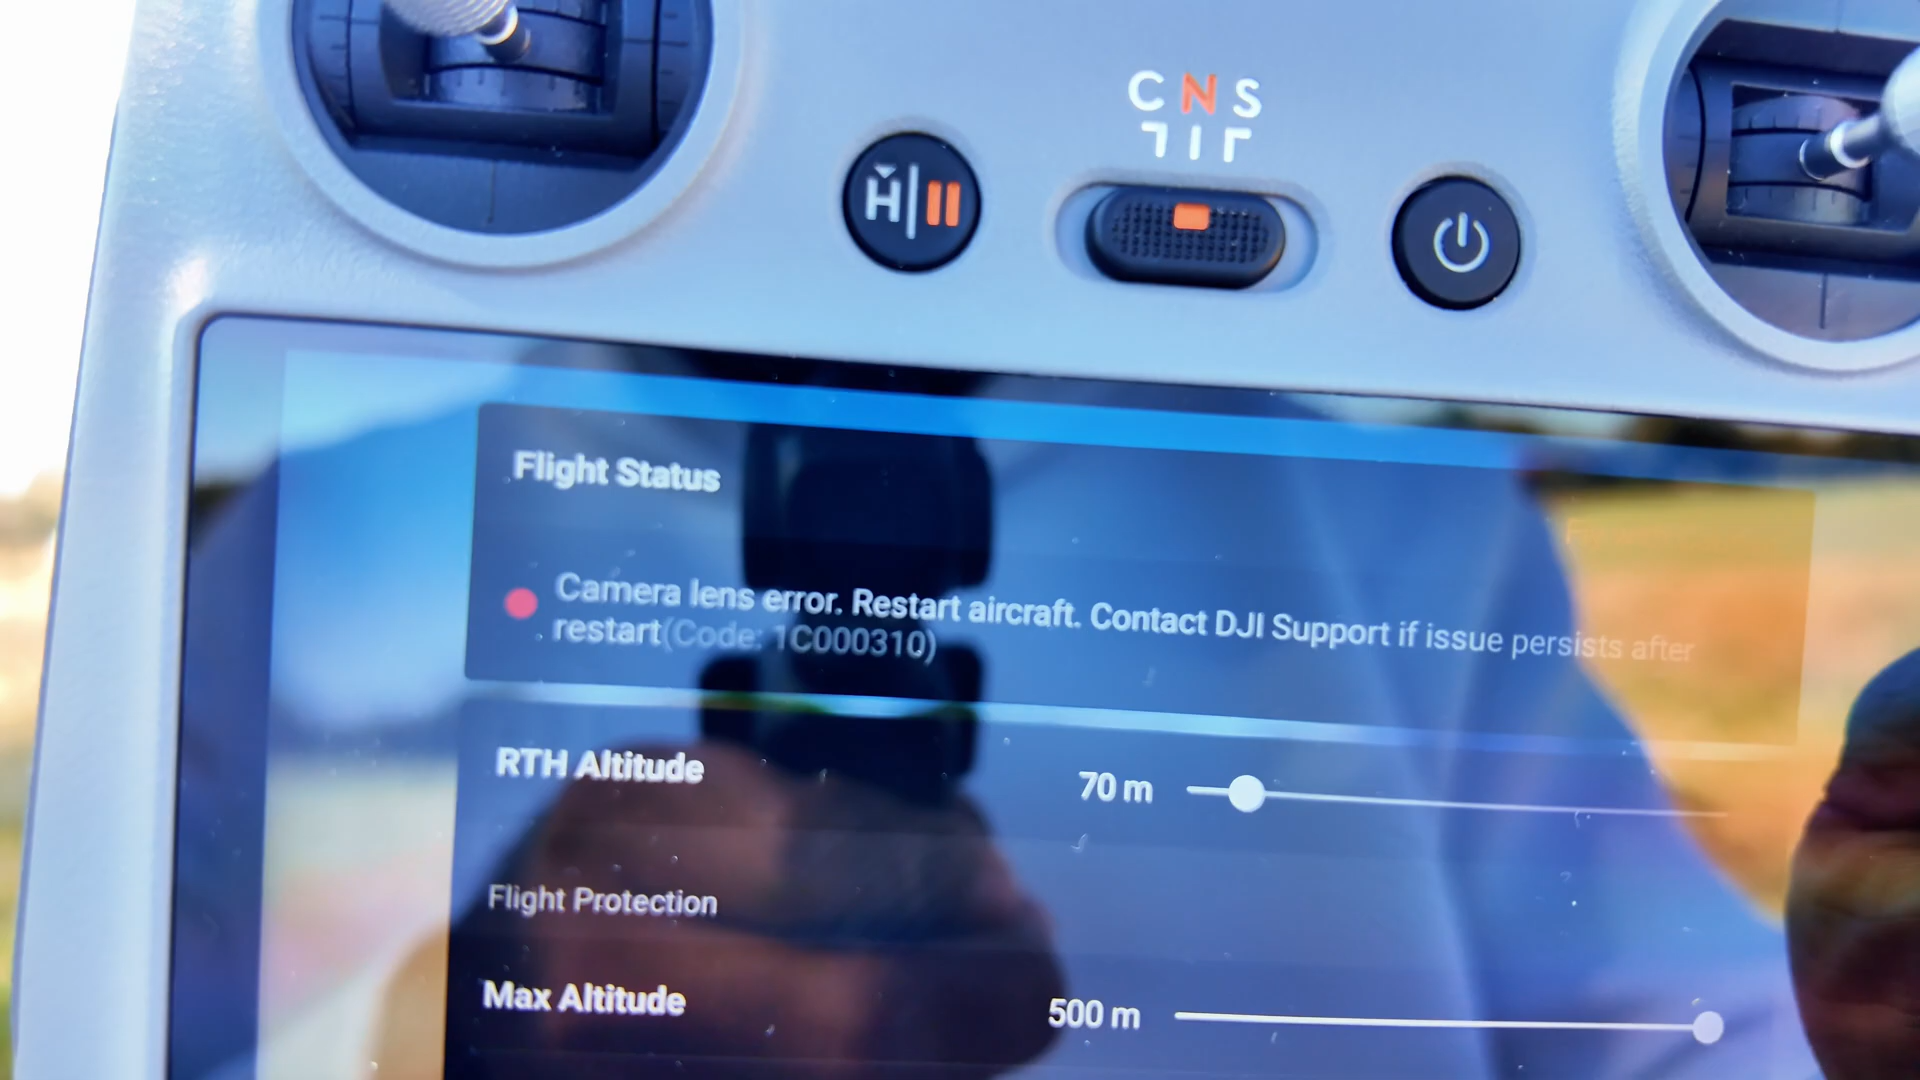 C N S
H
Flight Status
Camera lens error. Restart aircraft. Contact DJI Support if issue persists after
restart(Code: 1C000310)
RTH Altitude 70 m
Flight Protection
Max Altitude 500 m